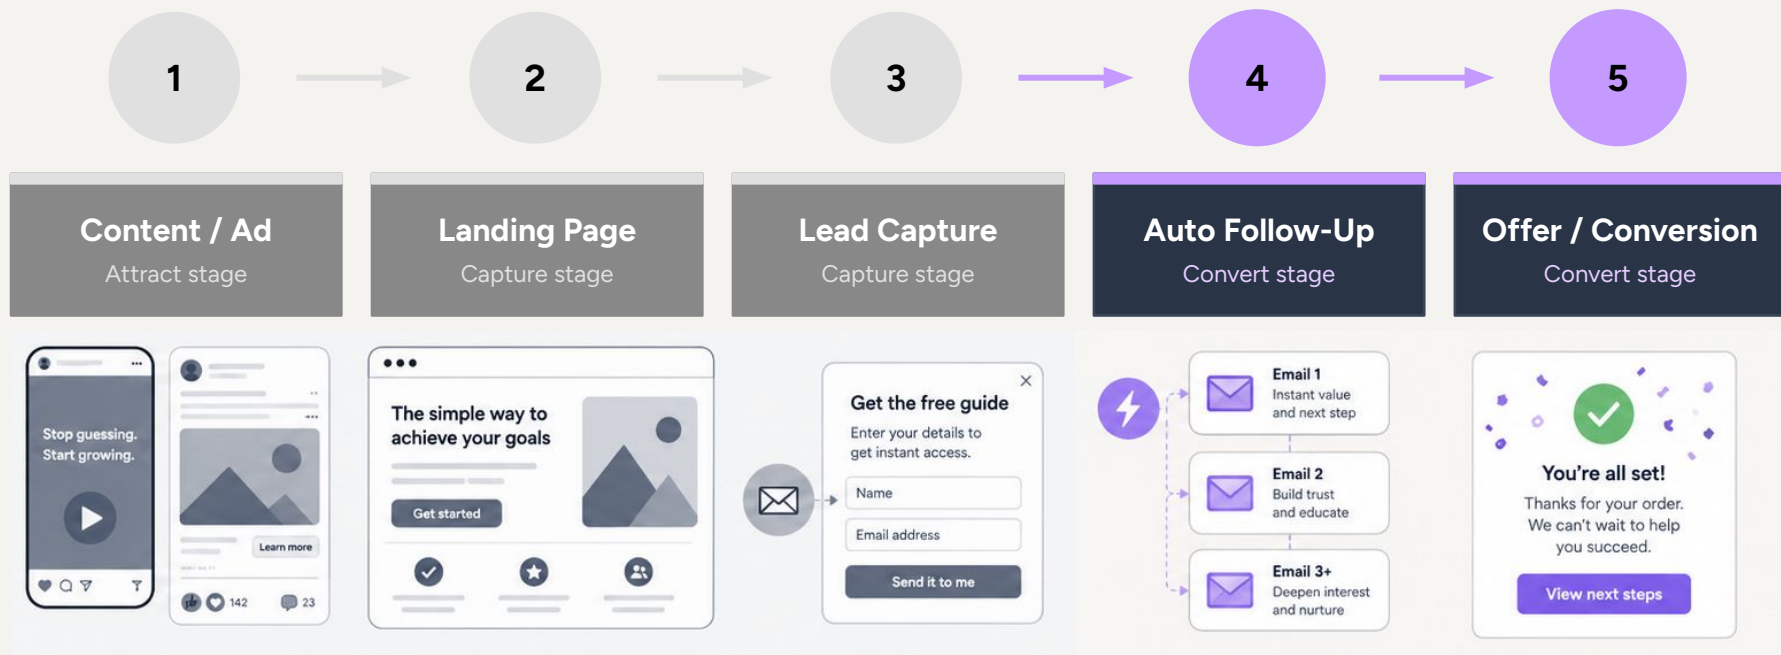 1
2
3
4
5
Content / Ad
Attract stage
Landing Page
Capture stage
Lead Capture
Capture stage
Auto Follow-Up
Convert stage
Offer / Conversion
Convert stage
Stop guessing.
Start growing.
Learn more
142
23
The simple way to
achieve your goals
Get started
Get the free guide
Enter your details to
get instant access.
Name
Email address
Send it to me
Email 1
Instant value
and next step
Email 2
Build trust
and educate
Email 3+
Deepen interest
and nurture
You're all set!
Thanks for your order.
We can't wait to help
you succeed.
View next steps